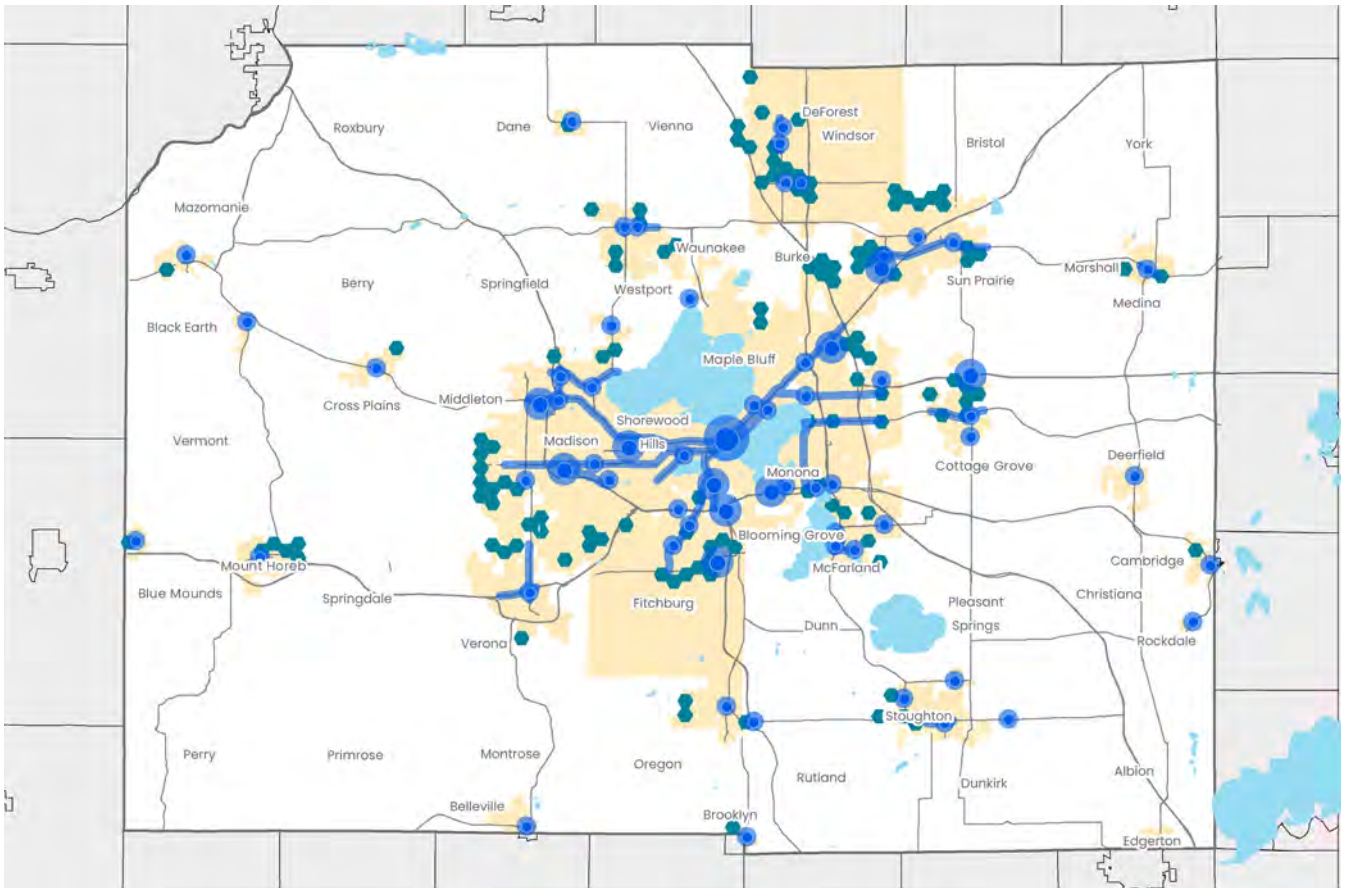 DeForest
Roxbury
Dane
Vienna
Windsor
Bristol
York
Mazomanie
Waunakee
Burke
Marshall
Sun Prairie
Berry
Springfield
Westport
Medina
Black Earth
Maple Bluff
Cross Plains
Middleton
Shorewood
Hills
Vermont
Madison
Monona
Cottage Grove
Deerfield
Blooming Grove
Mount Horeb
McFarland
Cambridge
Blue Mounds
Springdale
Fitchburg
Pleasant
Springs
Christiana
Dunn
Verona
Rockdale
Stoughton
Perry
Primrose
Montrose
Oregon
Rutland
Dunkirk
Albion
Belleville
Brooklyn
Edgerton